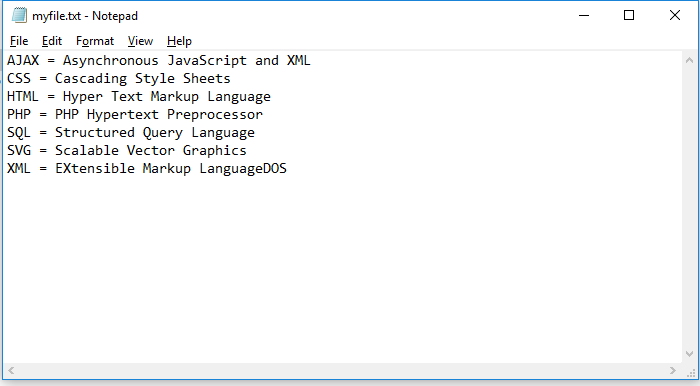 myfile.txt - Notepad
File Edit Format View Help
AJAX = Asynchronous JavaScript and XML
CSS = Cascading Style Sheets
HTML = Hyper Text Markup Language
PHP = PHP Hypertext Preprocessor
SQL = Structured Query Language
SVG = Scalable Vector Graphics
XML = EXtensible Markup LanguageDOS